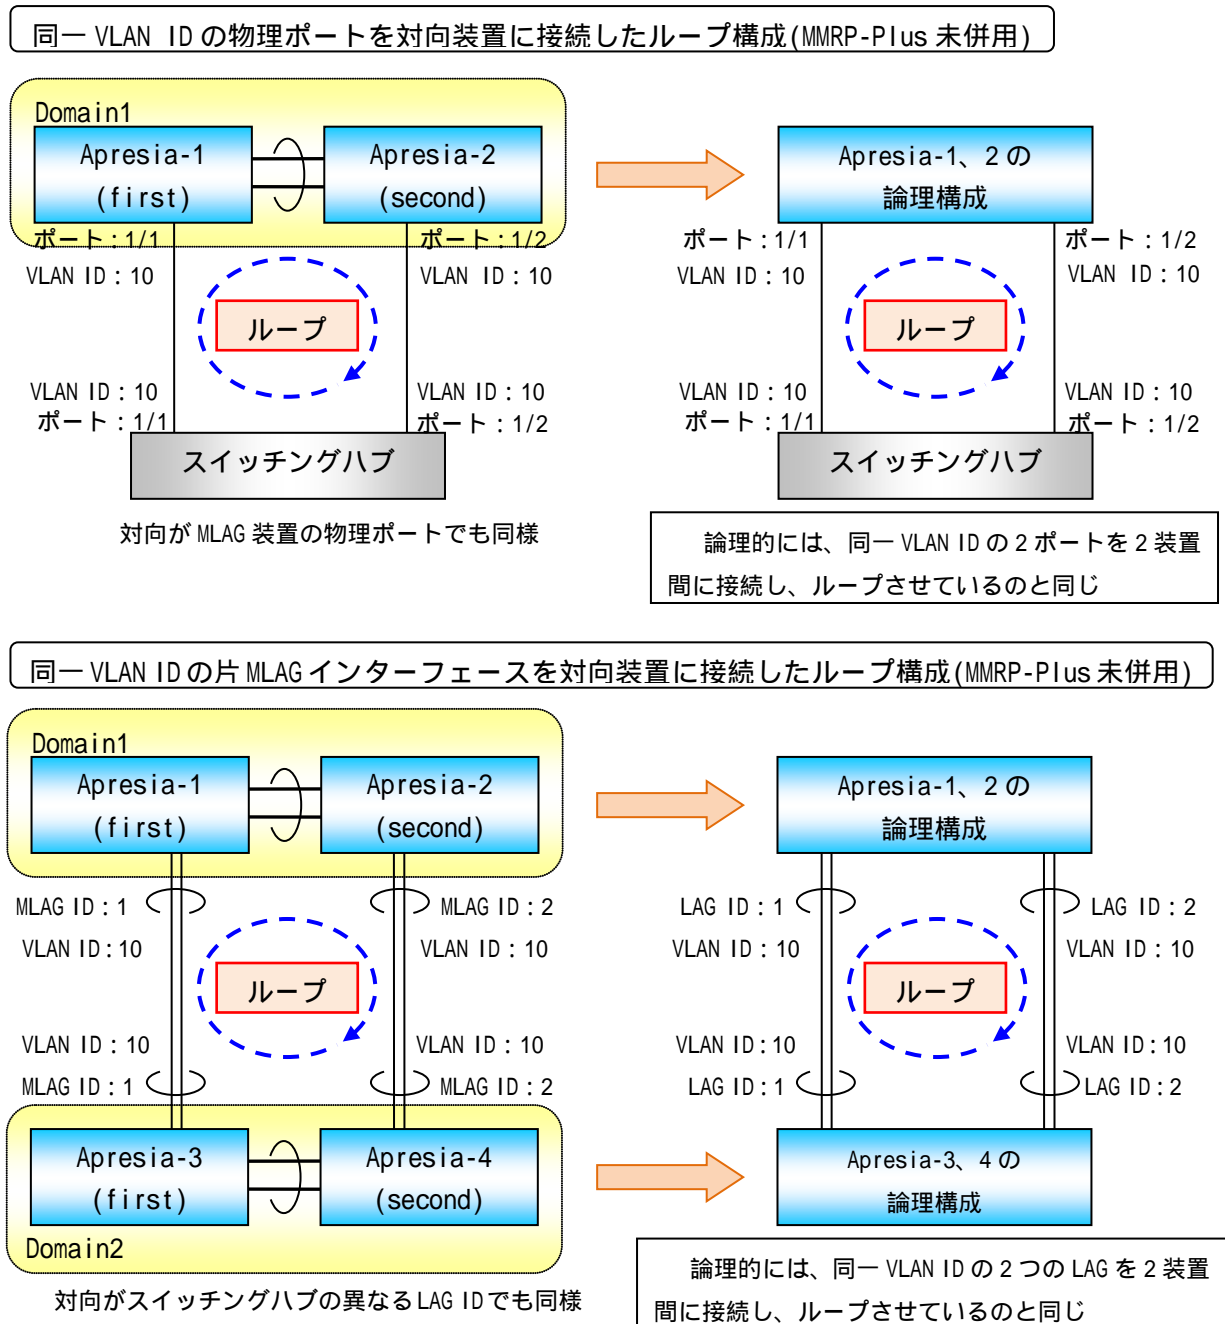 同一 VLAN ID の物理ポートを対向装置に接続したループ構成(MMRP-Plus 未併用)
Domain1
Apresia-1
(first)
Apresia-2
(second)
ポート：1/1
VLAN ID：10
ポート：1/2
VLAN ID：10
ループ
VLAN ID：10
ポート：1/1
VLAN ID：10
ポート：1/2
スイッチングハブ
対向が MLAG 装置の物理ポートでも同様
Apresia-1、2 の
論理構成
ポート：1/1
VLAN ID：10
ポート：1/2
VLAN ID：10
ループ
VLAN ID：10
ポート：1/1
VLAN ID：10
ポート：1/2
スイッチングハブ
論理的には、同一 VLAN ID の 2 ポートを 2 装置
間に接続し、ループさせているのと同じ
同一 VLAN ID の片 MLAG インターフェースを対向装置に接続したループ構成(MMRP-Plus 未併用)
Domain1
Apresia-1
(first)
Apresia-2
(second)
MLAG ID：1
VLAN ID：10
MLAG ID：2
VLAN ID：10
ループ
VLAN ID：10
MLAG ID：1
VLAN ID：10
MLAG ID：2
Apresia-3
(first)
Apresia-4
(second)
Domain2
対向がスイッチングハブの異なる LAG ID でも同様
Apresia-1、2 の
論理構成
LAG ID：1
VLAN ID：10
LAG ID：2
VLAN ID：10
ループ
VLAN ID：10
LAG ID：1
VLAN ID：10
LAG ID：2
Apresia-3、4 の
論理構成
論理的には、同一 VLAN ID の 2 つの LAG を 2 装置
間に接続し、ループさせているのと同じ